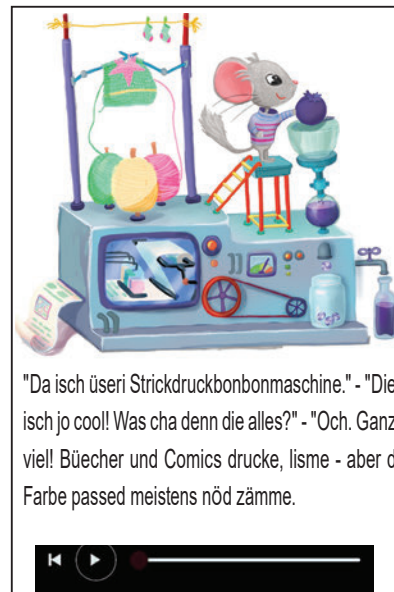 "Da isch üseri Strickdruckbonbonmaschine." - "Die
isch jo cool! Was cha denn die alles?" - "Och. Ganz
viel! Büecher und Comics drucke, lisme - aber d
Farbe passed meistens nöd zämme.